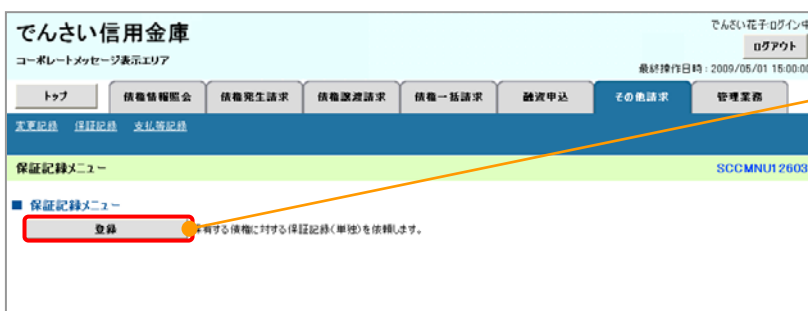 でんさい信用金庫
でんさい花子:ログイン中
ログアウト
コーポレートメッセージ表示エリア
最終操作日時:2009/05/01 15:00:00
トップ 債権情報照会 債権発生請求 債権譲渡請求 債権一括請求 融資申込 その他請求 管理業務
変更記録 保証記録 支払等記録
保証記録メニュー SCCMNU12603
■ 保証記録メニュー
登録 有する債権に対する保証記録(単独)を依頼します。